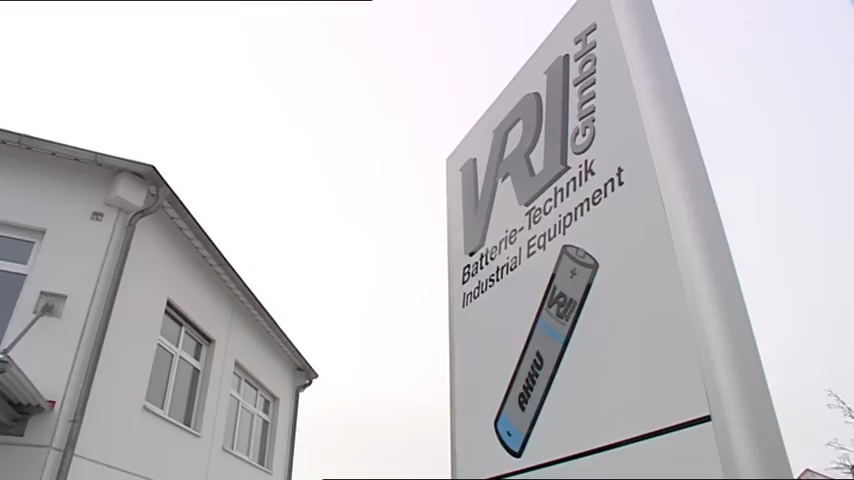 VRI GmbH
Batterie-Technik
Industrial Equipment
+
VRI
AKKU
-